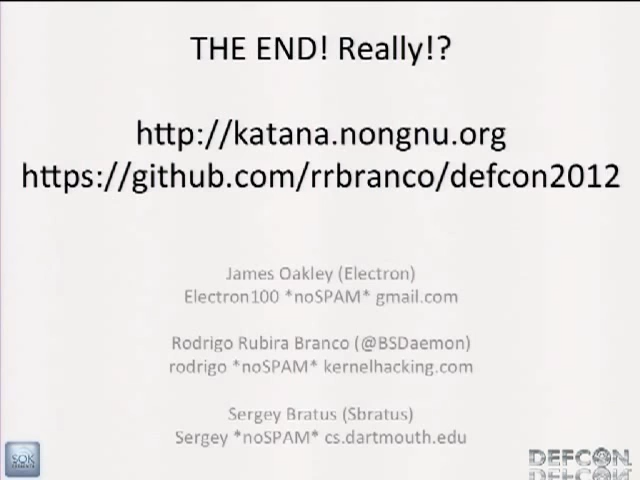 THE END! Really!?
http://katana.nongnu.org
https://github.com/rrbranco/defcon2012
James Oakley (Electron)
Electron100 *noSPAM* gmail.com
Rodrigo Rubira Branco (@BSDaemon)
rodrigo *noSPAM* kernelhacking.com
Sergey Bratus (Sbratus)
Sergey *noSPAM* cs.dartmouth.edu
SOK
DEFCON